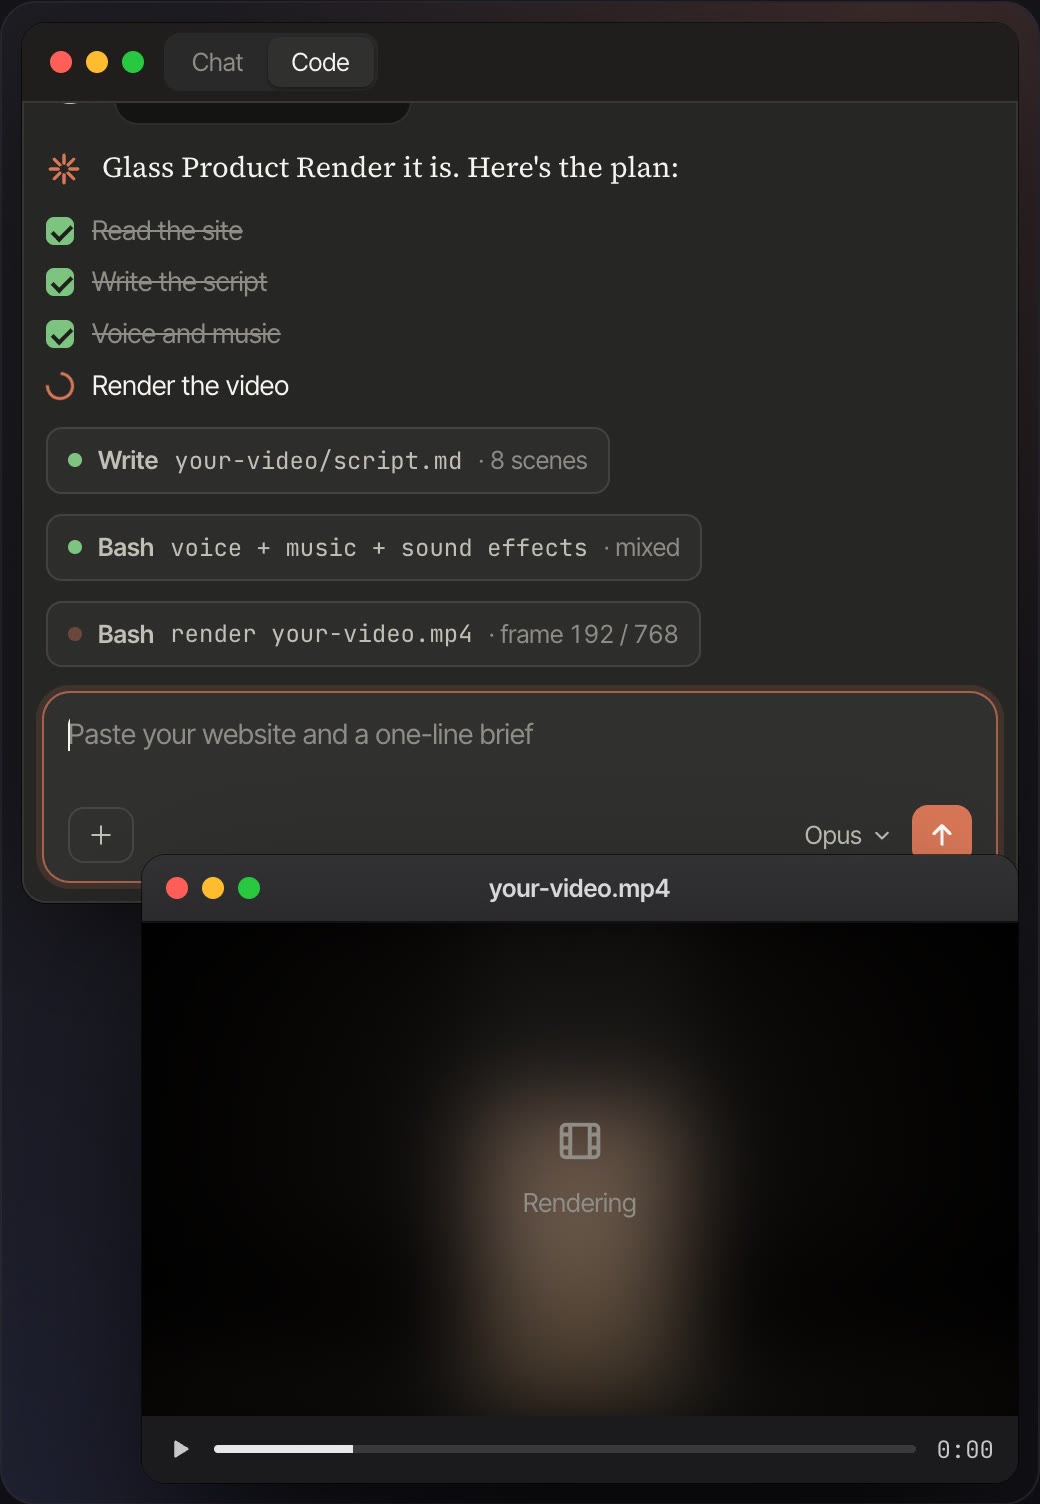 Chat Code
Glass Product Render it is. Here's the plan:
Read the site
Write the script
Voice and music
Render the video
Write your-video/script.md · 8 scenes
Bash voice + music + sound effects · mixed
Bash render your-video.mp4 · frame 192 / 768
Paste your website and a one-line brief
Opus
your-video.mp4
Rendering
0:00